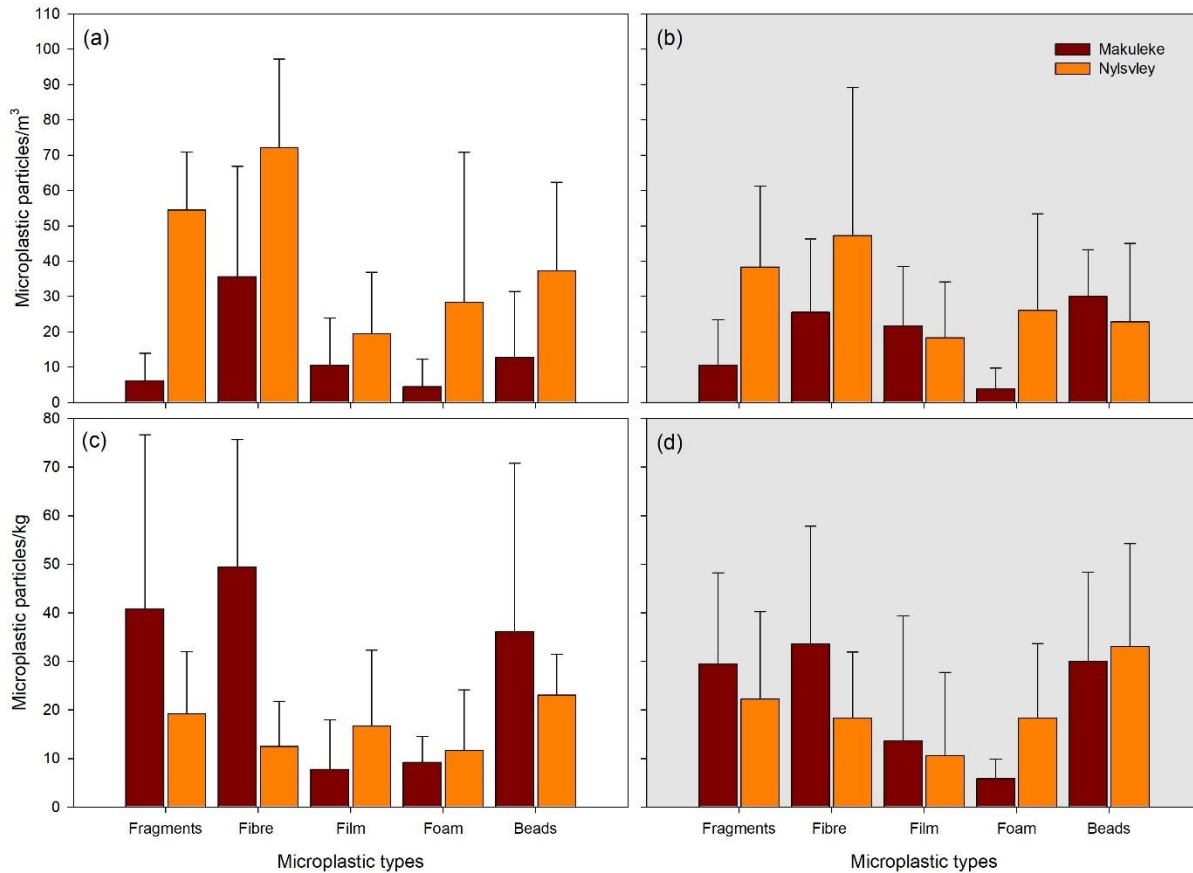 (a)
110
100
90
80
70
60
50
40
30
20
10
0
Microplastic particles/m³
(b)
Makuleke
Nylsvley
(c)
80
70
60
50
40
30
20
10
0
Microplastic particles/kg
(d)
Fragments Fibre Film Foam Beads
Fragments Fibre Film Foam Beads
Microplastic types
Microplastic types